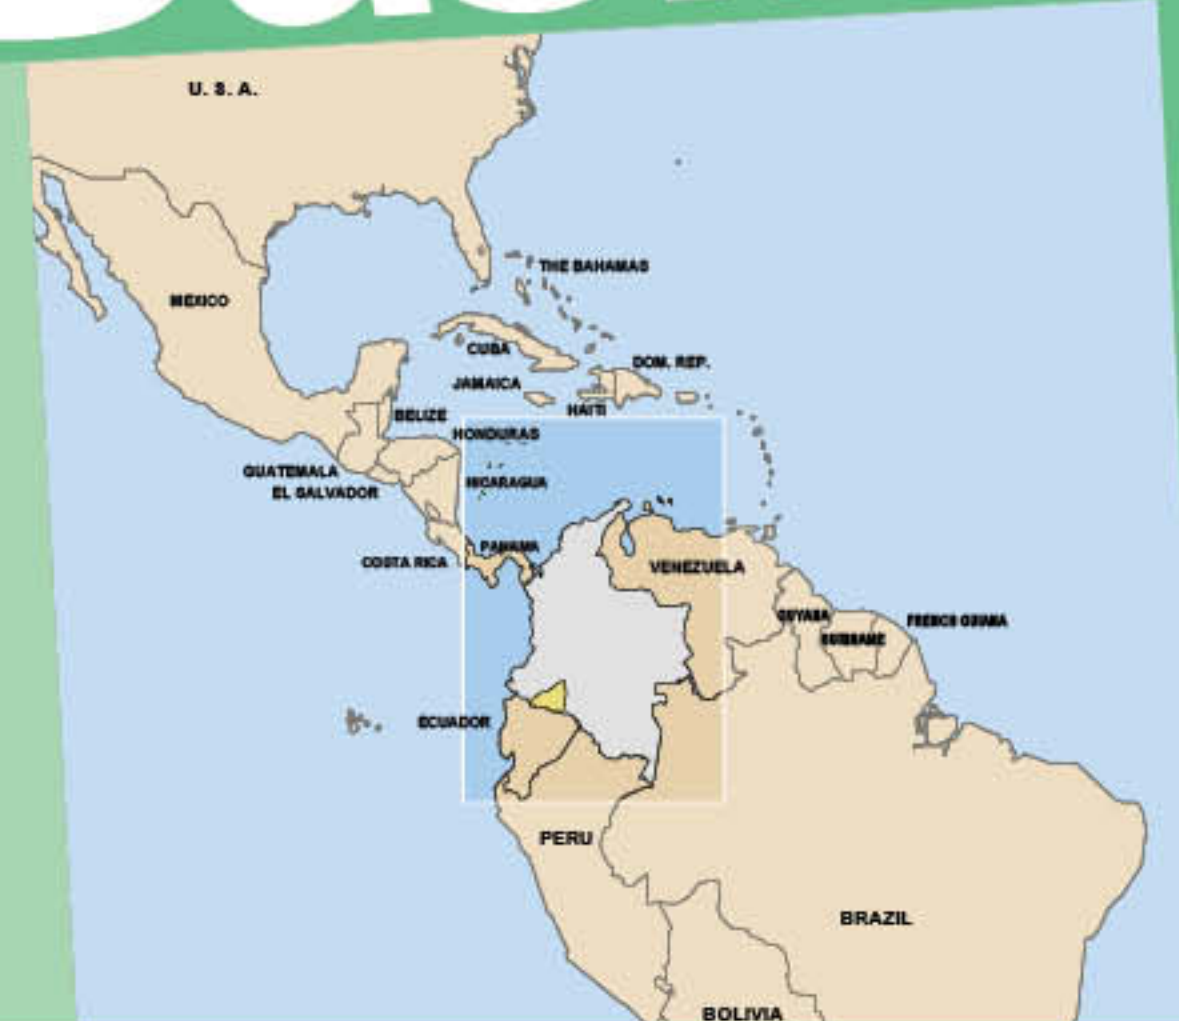 U. S. A.
THE BAHAMAS
MEXICO
CUBA
DOM. REP.
JAMAICA
HAITI
BELIZE
HONDURAS
GUATEMALA
NICARAGUA
EL SALVADOR
PANAMA
COSTA RICA
VENEZUELA
GUYANA
FRENCH GUIANA
SURINAME
ECUADOR
PERU
BRAZIL
BOLIVIA